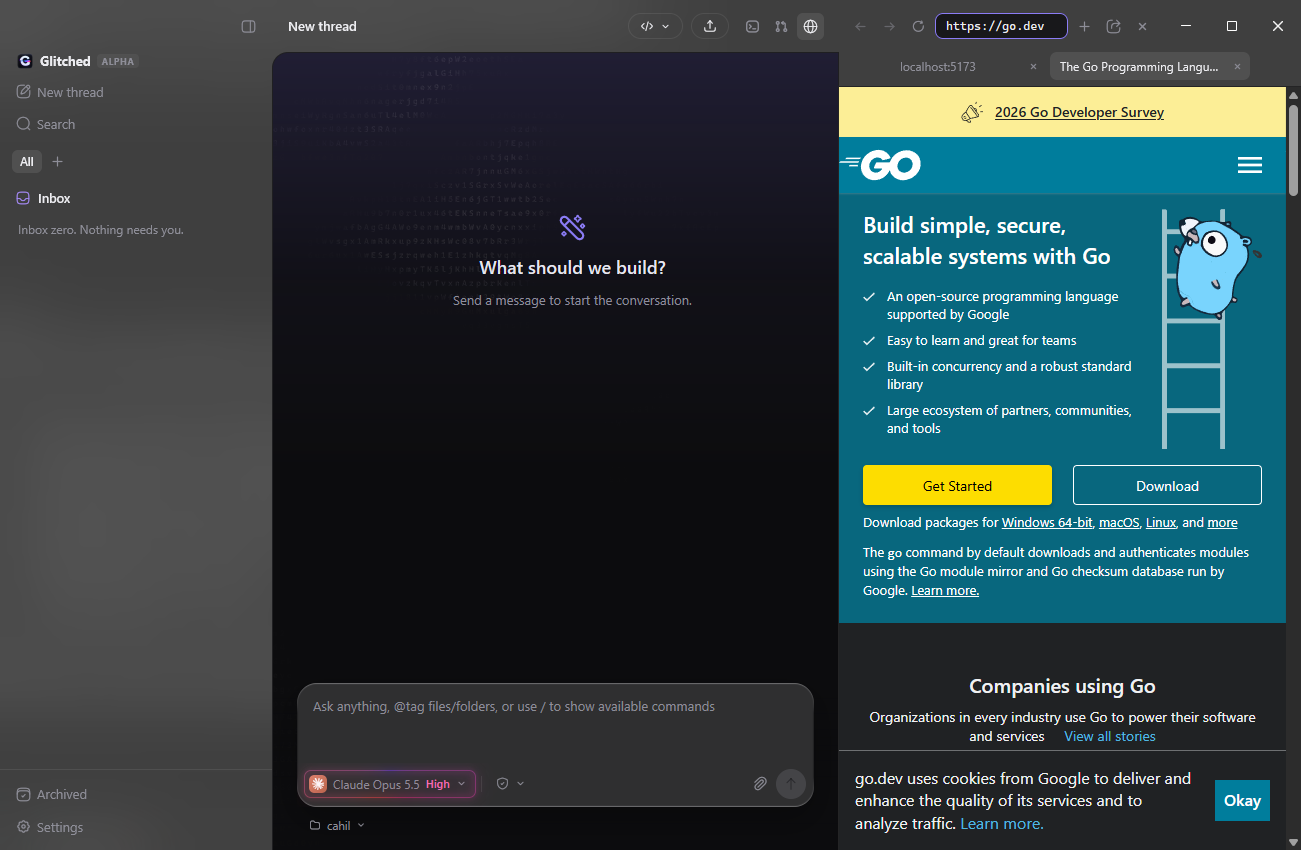 New thread
https://go.dev
Glitched ALPHA
New thread
Search
All
Inbox
Inbox zero. Nothing needs you.
Archived
Settings
What should we build?
Send a message to start the conversation.
Ask anything, @tag files/folders, or use / to show available commands
Claude Opus 5.5 High
cahil
localhost:5173
The Go Programming Langu...
2026 Go Developer Survey
GO
Build simple, secure,
scalable systems with Go
An open-source programming language
supported by Google
Easy to learn and great for teams
Built-in concurrency and a robust standard
library
Large ecosystem of partners, communities,
and tools
Get Started
Download
Download packages for Windows 64-bit, macOS, Linux, and more
The go command by default downloads and authenticates modules
using the Go module mirror and Go checksum database run by
Google. Learn more.
Companies using Go
Organizations in every industry use Go to power their software
and services View all stories
go.dev uses cookies from Google to deliver and
enhance the quality of its services and to
analyze traffic. Learn more.
Okay